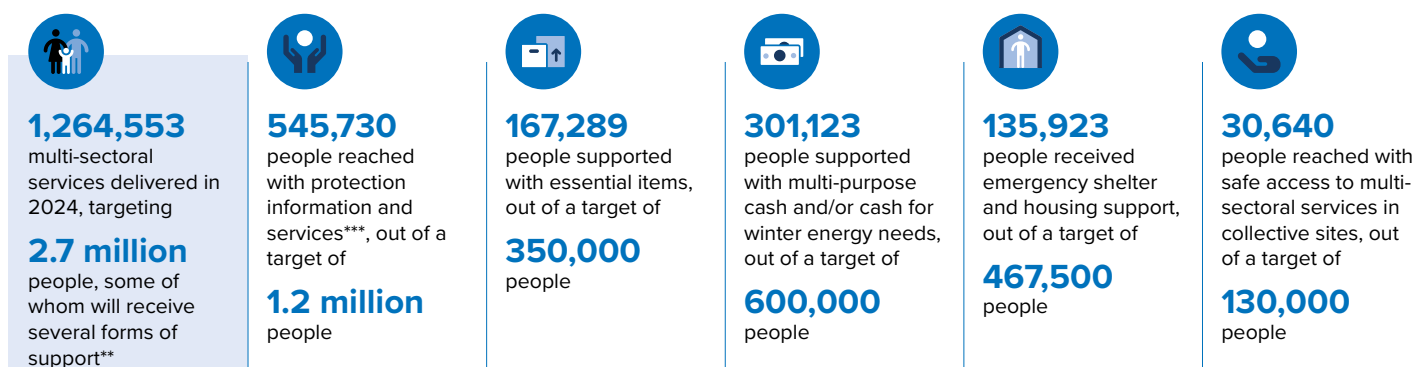 1,264,553
multi-sectoral
services delivered in
2024, targeting
2.7 million
people, some of
whom will receive
several forms of
support**
545,730
people reached
with protection
information and
services***, out of a
target of
1.2 million
people
167,289
people supported
with essential items,
out of a target of
350,000
people
301,123
people supported
with multi-purpose
cash and/or cash for
winter energy needs,
out of a target of
600,000
people
135,923
people received
emergency shelter
and housing support,
out of a target of
467,500
people
30,640
people reached with
safe access to multi-
sectoral services in
collective sites, out
of a target of
130,000
people